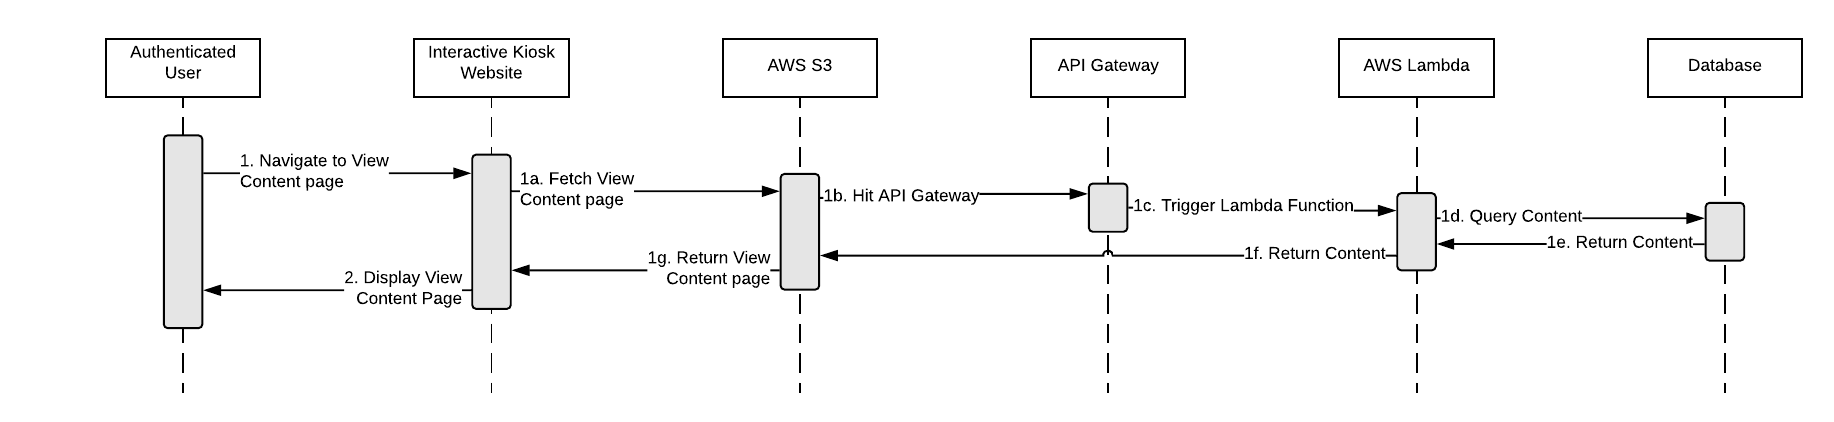 Authenticated
User
Interactive Kiosk
Website
AWS S3
API Gateway
AWS Lambda
Database
1. Navigate to View
Content page
1a. Fetch View
Content page
1b. Hit API Gateway
1c. Trigger Lambda Function
1d. Query Content
1e. Return Content
1f. Return Content
1g. Return View
Content page
2. Display View
Content Page